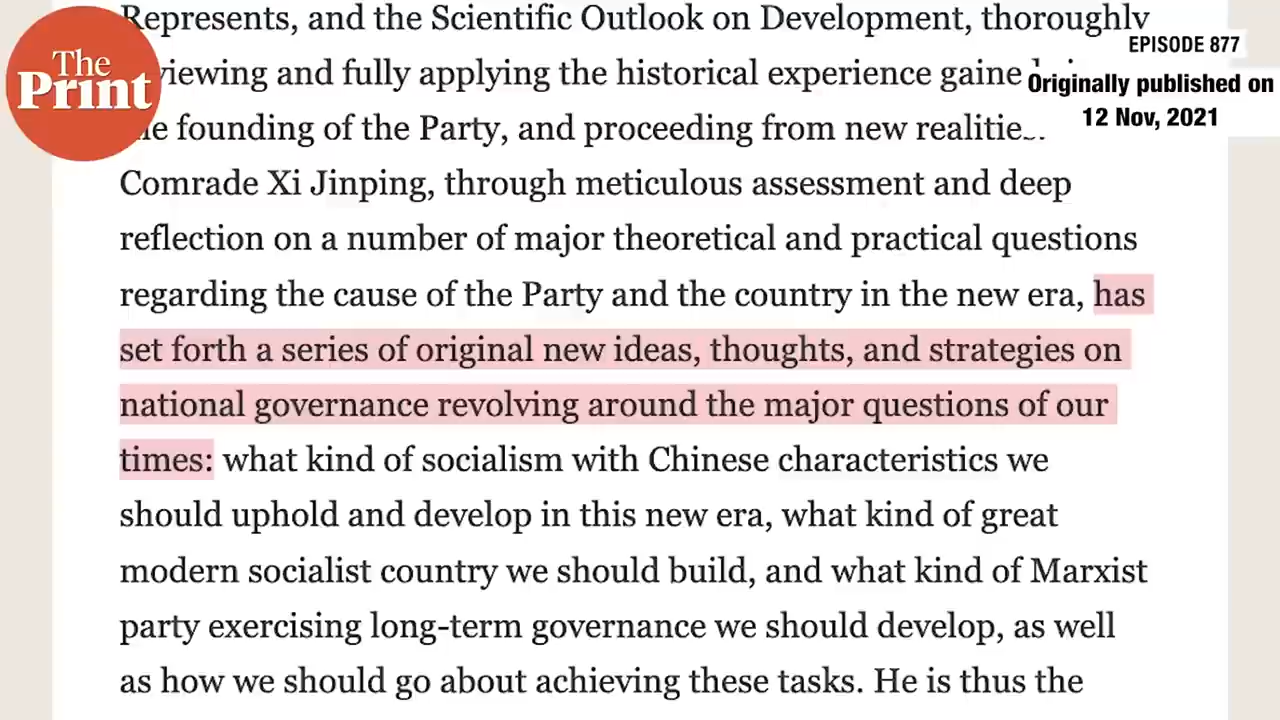 Represents, and the Scientific Outlook on Development, thoroughly
The Print
EPISODE 877
Originally published on
12 Nov, 2021
viewing and fully applying the historical experience gaine
founding of the Party, and proceeding from new realitie
Comrade Xi Jinping, through meticulous assessment and deep
reflection on a number of major theoretical and practical questions
regarding the cause of the Party and the country in the new era, has
set forth a series of original new ideas, thoughts, and strategies on
national governance revolving around the major questions of our
times: what kind of socialism with Chinese characteristics we
should uphold and develop in this new era, what kind of great
modern socialist country we should build, and what kind of Marxist
party exercising long-term governance we should develop, as well
as how we should go about achieving these tasks. He is thus the